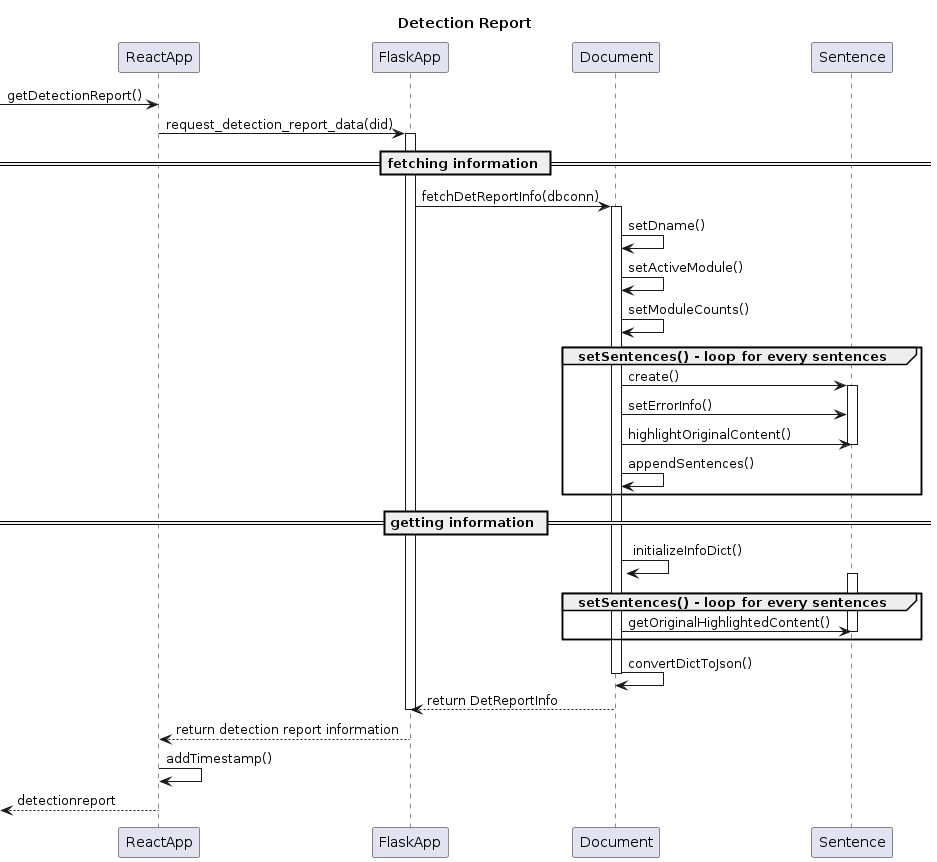 Detection Report
ReactApp
FlaskApp
Document
Sentence
getDetectionReport()
request_detection_report_data(did)
fetching information
fetchDetReportInfo(dbconn)
setDname()
setActiveModule()
setModuleCounts()
setSentences() - loop for every sentences
create()
setErrorInfo()
highlightOriginalContent()
appendSentences()
getting information
initializeInfoDict()
setSentences() - loop for every sentences
getOriginalHighlightedContent()
convertDictToJson()
return DetReportInfo
return detection report information
addTimestamp()
detectionreport
ReactApp
FlaskApp
Document
Sentence